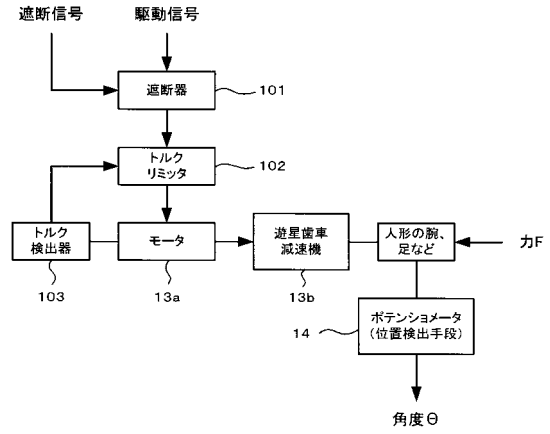 遮断信号
駆動信号
遮断器
101
トルク
リミッタ
102
トルク
検出器
103
モータ
13a
遊星歯車
減速機
13b
人形の腕、
足など
力F
ポテンショメータ
(位置検出手段)
14
角度Θ